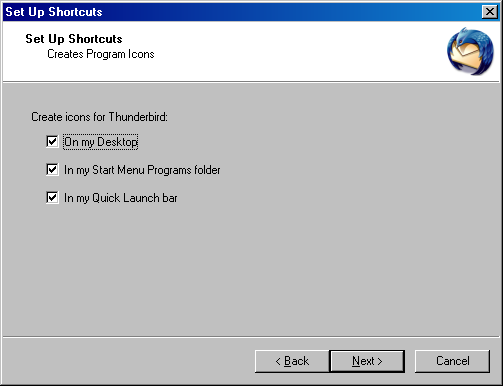 Set Up Shortcuts
Set Up Shortcuts
Creates Program Icons
Create icons for Thunderbird:
On my Desktop
In my Start Menu Programs folder
In my Quick Launch bar
< Back
Next >
Cancel